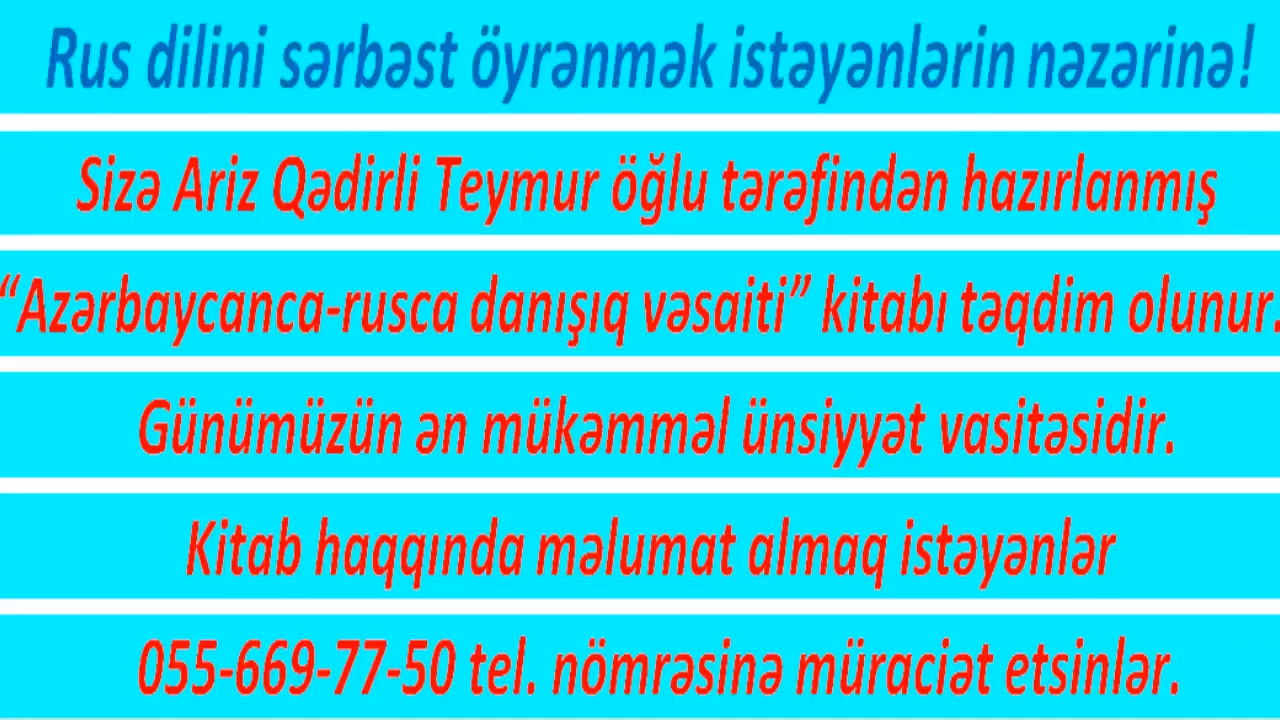 Rus dilini sərbəst öyrənmək istəyənlərin nəzərinə!
Sizə Ariz Qədirli Teymur öğlu tərəfindən hazırlanmış
“Azərbaycanca-rusca danışıq vəsaiti” kitabı təqdim olunur.
Günümüzün ən mükəmməl ünsiyyət vasitəsidir.
Kitab haqqında məlumat almaq istəyənlər
055-669-77-50 tel. nömrəsinə müraciət etsinlər.